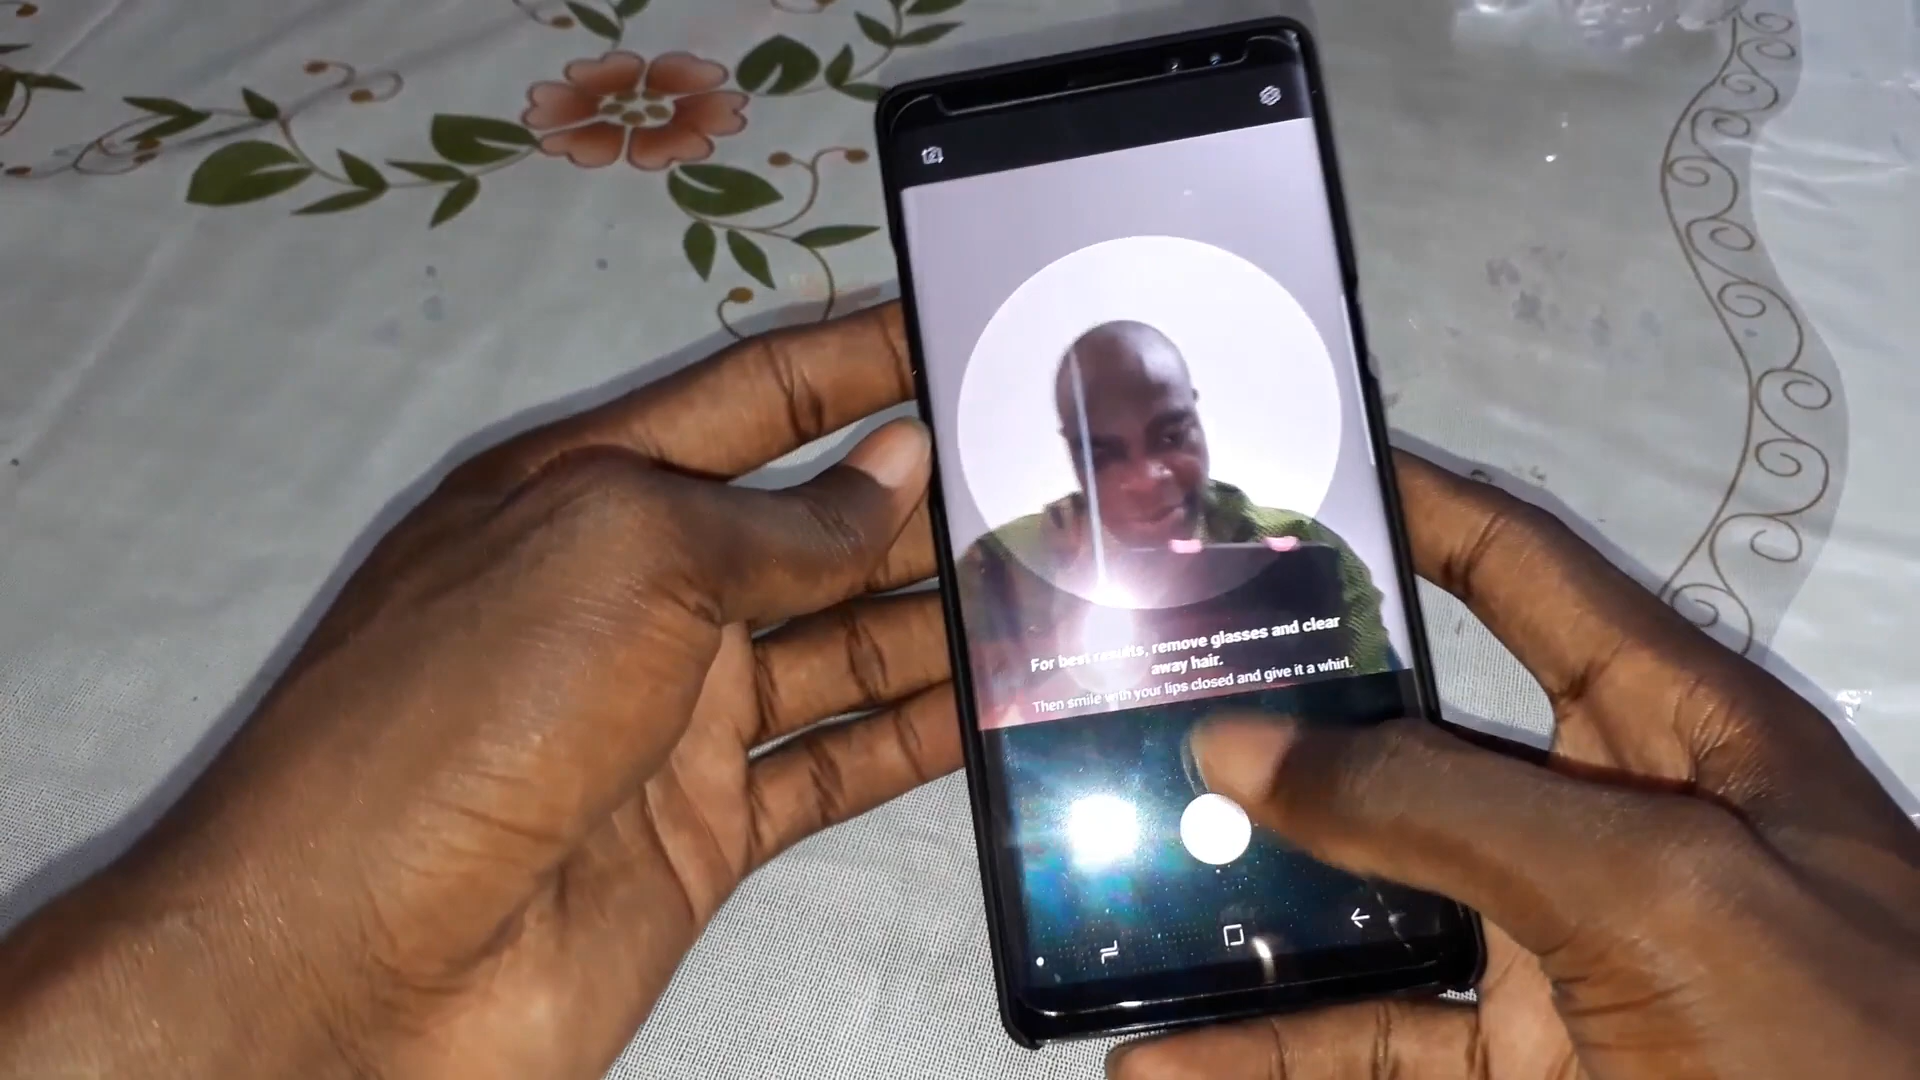 For best results, remove glasses and clear
away hair.
Then smile with your lips closed and give it a whirl.